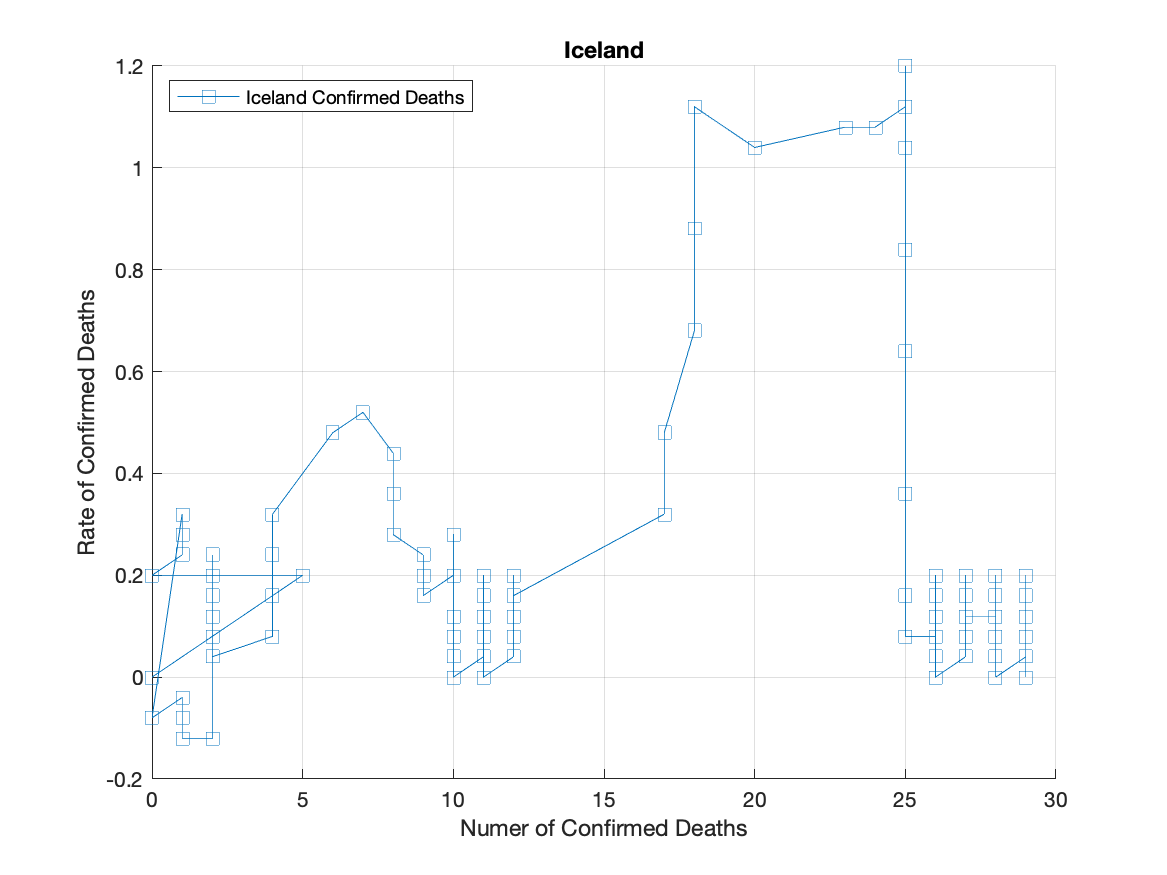 Iceland
Iceland Confirmed Deaths
1.2
1
0.8
0.6
0.4
0.2
0
-0.2
Rate of Confirmed Deaths
0 5 10 15 20 25 30
Numer of Confirmed Deaths